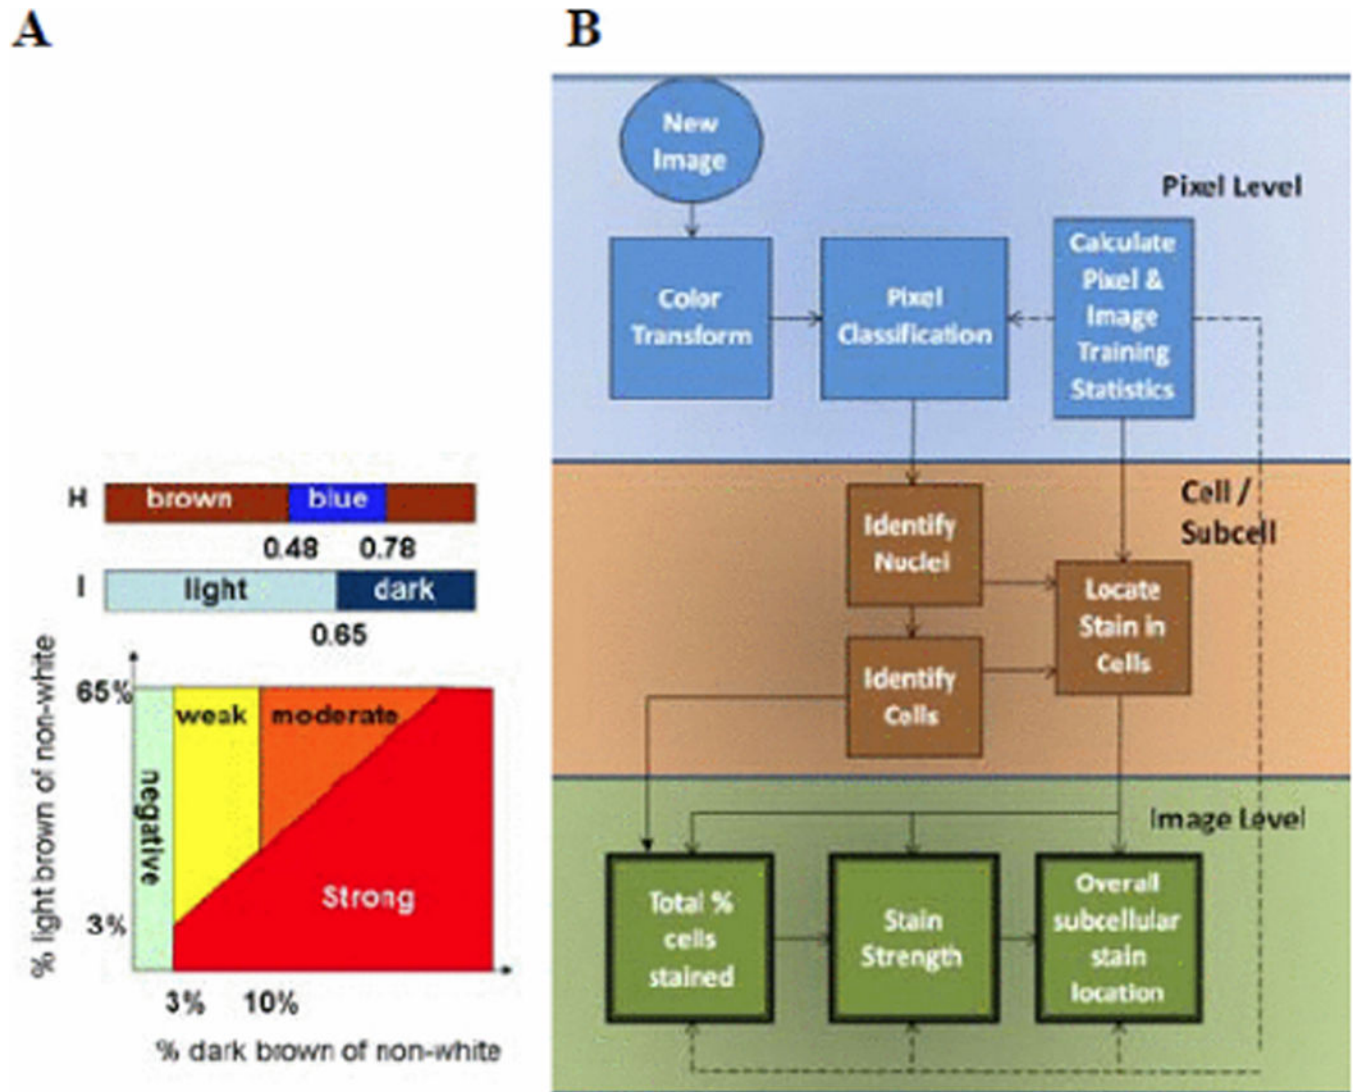 A
H
brown
blue
0.48
0.78
I
light
dark
0.65
% light brown of non-white
65%
3%
negative
weak
moderate
Strong
3%
10%
% dark brown of non-white
B
New
Image
Pixel Level
Color
Transform
Pixel
Classification
Calculate
Pixel &
Image
Training
Statistics
Cell /
Subcell
Identify
Nuclei
Locate
Stain in
Cells
Identify
Cells
Image Level
Total %
cells
stained
Stain
Strength
Overall
subcellular
stain
location